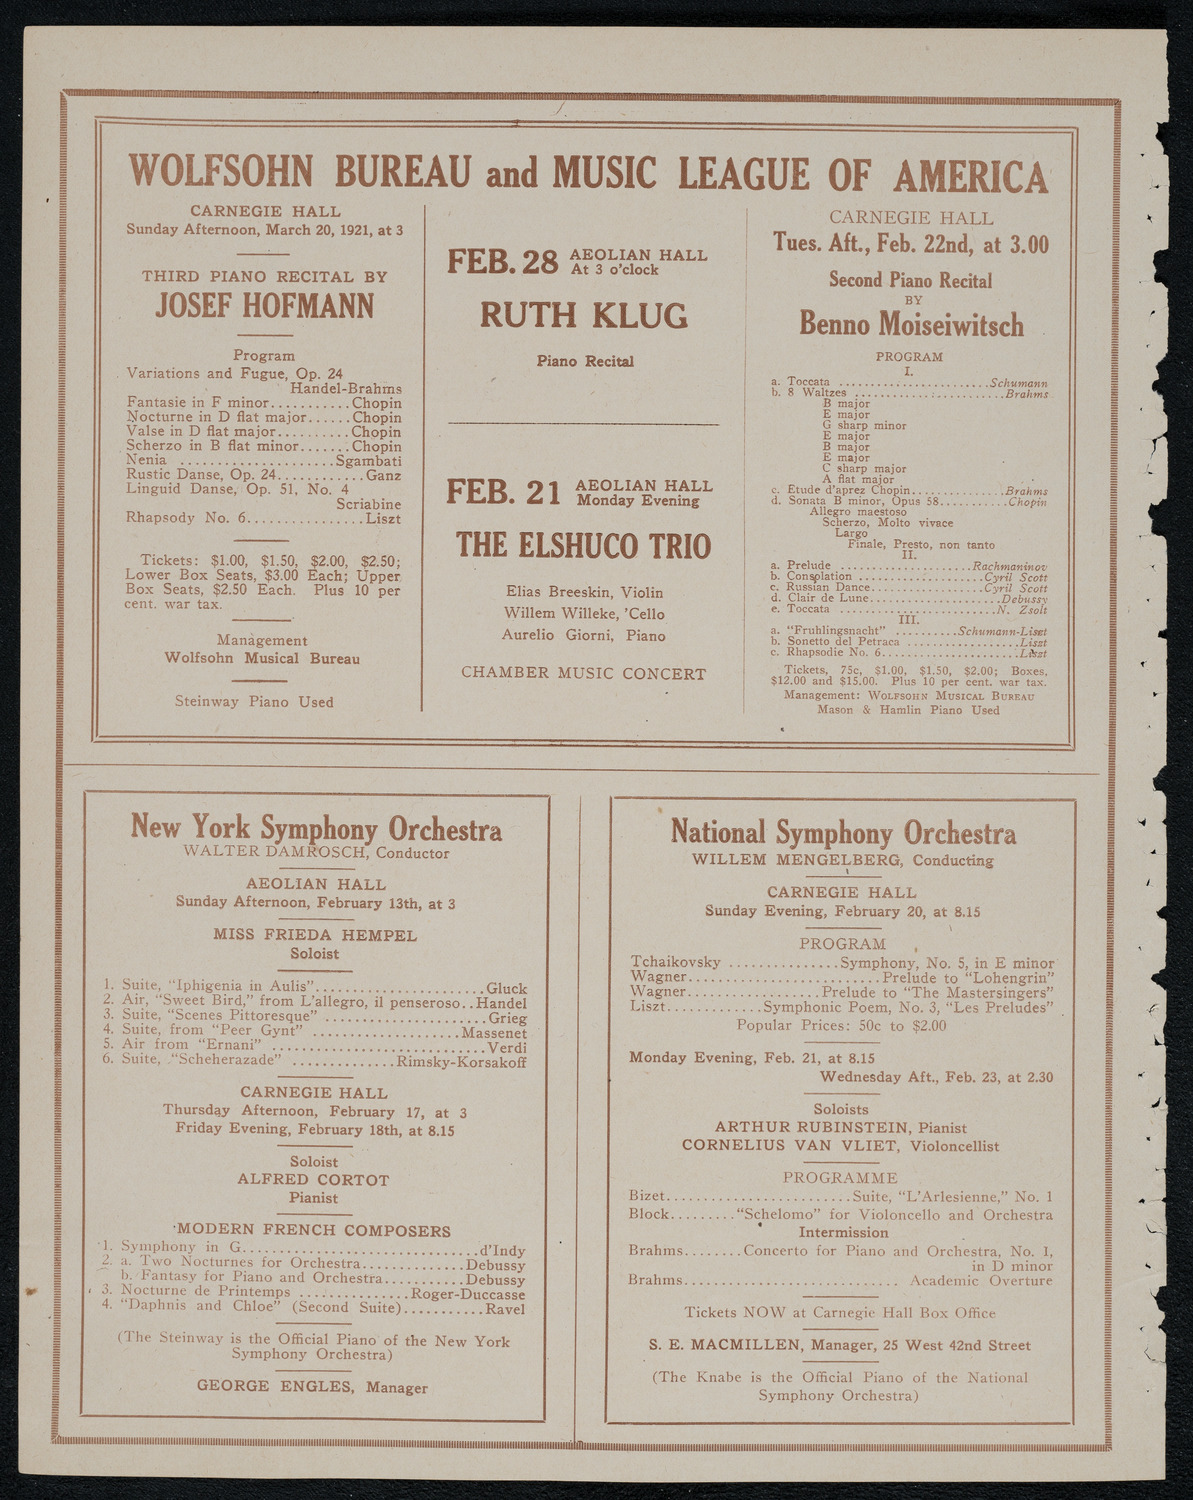 WOLFSOHN BUREAU and MUSIC LEAGUE OF AMERICA
CARNEGIE HALL
Sunday Afternoon, March 20, 1921, at 3
THIRD PIANO RECITAL BY
JOSEF HOFMANN
Program
Variations and Fugue, Op. 24
Handel-Brahms
Fantasie in F minor...........Chopin
Nocturne in D flat major......Chopin
Valse in D flat major..........Chopin
Scherzo in B flat minor.......Chopin
Nenia .....................Sgambati
Rustic Danse, Op. 24............Ganz
Linguid Danse, Op. 51, No. 4
Scriabine
Rhapsody No. 6................Liszt
Tickets: $1.00, $1.50, $2.00, $2.50;
Lower Box Seats, $3.00 Each; Upper
Box Seats, $2.50 Each. Plus 10 per
cent. war tax.
Management
Wolfsohn Musical Bureau
Steinway Piano Used
FEB. 28 AEOLIAN HALL
At 3 o'clock
RUTH KLUG
Piano Recital
FEB. 21 AEOLIAN HALL
Monday Evening
THE ELSHUCO TRIO
Elias Breeskin, Violin
Willem Willeke, 'Cello
Aurelio Giorni, Piano
CHAMBER MUSIC CONCERT
CARNEGIE HALL
Tues. Aft., Feb. 22nd, at 3.00
Second Piano Recital
BY
Benno Moiseiwitsch
PROGRAM
I.
a. Toccata ........................Schumann
b. 8 Waltzes ........................Brahms
B major
E major
G sharp minor
E major
B major
E major
C sharp major
A flat major
c. Etude d'aprez Chopin...............Brahms
d. Sonata B minor, Opus 58...........Chopin
Allegro maestoso
Scherzo, Molto vivace
Largo
Finale, Presto, non tanto
II.
a. Prelude .....................Rachmaninov
b. Consolation ....................Cyril Scott
c. Russian Dance..................Cyril Scott
d. Clair de Lune.....................Debussy
e. Toccata .........................N. Zsolt
III.
a. "Fruhlingsnacht" ..........Schumann-Liszt
b. Sonetto del Petraca ..................Liszt
c. Rhapsodie No. 6......................Liszt
Tickets, 75c, $1.00, $1.50, $2.00; Boxes,
$12.00 and $15.00. Plus 10 per cent. war tax.
Management: WOLFSOHN MUSICAL BUREAU
Mason & Hamlin Piano Used
New York Symphony Orchestra
WALTER DAMROSCH, Conductor
AEOLIAN HALL
Sunday Afternoon, February 13th, at 3
MISS FRIEDA HEMPEL
Soloist
1. Suite, "Iphigenia in Aulis".......................Gluck
2. Air, "Sweet Bird," from L'allegro, il penseroso..Handel
3. Suite, "Scenes Pittoresque" ......................Grieg
4. Suite, from "Peer Gynt" ....................Massenet
5. Air from "Ernani" .............................Verdi
6. Suite, "Scheherazade" ..............Rimsky-Korsakoff
CARNEGIE HALL
Thursday Afternoon, February 17, at 3
Friday Evening, February 18th, at 8.15
Soloist
ALFRED CORTOT
Pianist
MODERN FRENCH COMPOSERS
1. Symphony in G................................d'Indy
2. a. Two Nocturnes for Orchestra..............Debussy
b. Fantasy for Piano and Orchestra...........Debussy
3. Nocturne de Printemps ...............Roger-Duccasse
4. "Daphnis and Chloe" (Second Suite)...........Ravel
(The Steinway is the Official Piano of the New York
Symphony Orchestra)
GEORGE ENGLES, Manager
National Symphony Orchestra
WILLEM MENGELBERG, Conducting
CARNEGIE HALL
Sunday Evening, February 20, at 8.15
PROGRAM
Tchaikovsky ...............Symphony, No. 5, in E minor
Wagner..........................Prelude to "Lohengrin"
Wagner..................Prelude to "The Mastersingers"
Liszt.............Symphonic Poem, No. 3, "Les Preludes"
Popular Prices: 50c to $2.00
Monday Evening, Feb. 21, at 8.15
Wednesday Aft., Feb. 23, at 2.30
Soloists
ARTHUR RUBINSTEIN, Pianist
CORNELIUS VAN VLIET, Violoncellist
PROGRAMME
Bizet.........................Suite, "L'Arlesienne," No. 1
Block........."Schelomo" for Violoncello and Orchestra
Intermission
Brahms........Concerto for Piano and Orchestra, No. 1,
in D minor
Brahms............................. Academic Overture
Tickets NOW at Carnegie Hall Box Office
S. E. MACMILLEN, Manager, 25 West 42nd Street
(The Knabe is the Official Piano of the National
Symphony Orchestra)